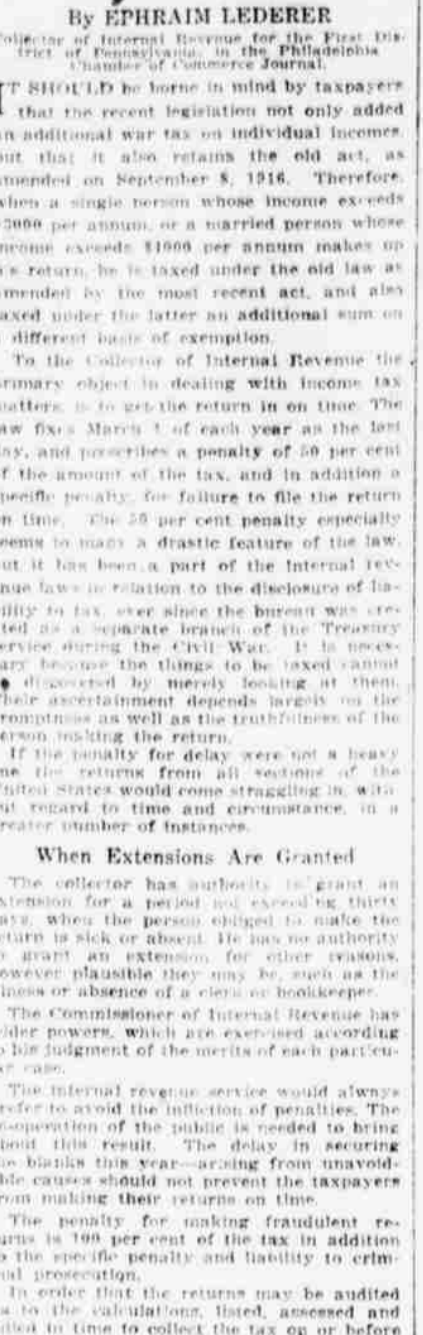 By EPHRAIM LEDERER
Collector of Internal Revenue for the First Dis-
trict of Pennsylvania, in the Philadelphia
Chamber of Commerce Journal.
IT SHOULD be borne in mind by taxpayers
that the recent legislation not only added
an additional war tax on individual incomes,
but that it also retains the old act, as
amended on September 8, 1916. Therefore,
when a single person whose income exceeds
$3000 per annum, or a married person whose
income exceeds $4000 per annum makes up
his return, he is taxed under the old law as
amended by the most recent act, and also
taxed under the latter an additional sum on
a different basis of exemption.
To the Collector of Internal Revenue the
primary object in dealing with income tax
matters, is to get the return in on time. The
law fixes March 1 of each year as the last
day, and prescribes a penalty of 50 per cent
of the amount of the tax, and in addition a
specific penalty, for failure to file the return
on time. The 50 per cent penalty especially
seems to many a drastic feature of the law,
but it has been a part of the internal rev-
enue laws in relation to the disclosure of lia-
bility to tax, ever since the bureau was cre-
ated as a separate branch of the Treasury
service during the Civil War. It is neces-
sary because the things to be taxed cannot
discovered by merely looking at them.
Their ascertainment depends largely on the
promptness as well as the truthfulness of the
person making the return.
If the penalty for delay were not a heavy
one the returns from all sections of the
United States would come straggling in, with-
out regard to time and circumstance, in a
greater number of instances.
When Extensions Are Granted
The collector has authority to grant an
extension for a period not exceeding thirty
days, when the person obliged to make the
return is sick or absent. He has no authority
to grant an extension for other reasons,
however plausible they may be, such as the
illness or absence of a clerk or bookkeeper.
The Commissioner of Internal Revenue has
wider powers, which are exercised according
to his judgment of the merits of each particu-
lar case.
The internal revenue service would always
prefer to avoid the infliction of penalties. The
co-operation of the public is needed to bring
about this result. The delay in securing
the blanks this year—arising from unavoid-
able causes should not prevent the taxpayers
from making their returns on time.
The penalty for making fraudulent re-
turns is 100 per cent of the tax in addition
to the specific penalty and liability to crim-
inal prosecution.
In order that the returns may be audited
as to the calculations, listed, assessed and
billed in time to collect the tax on or before